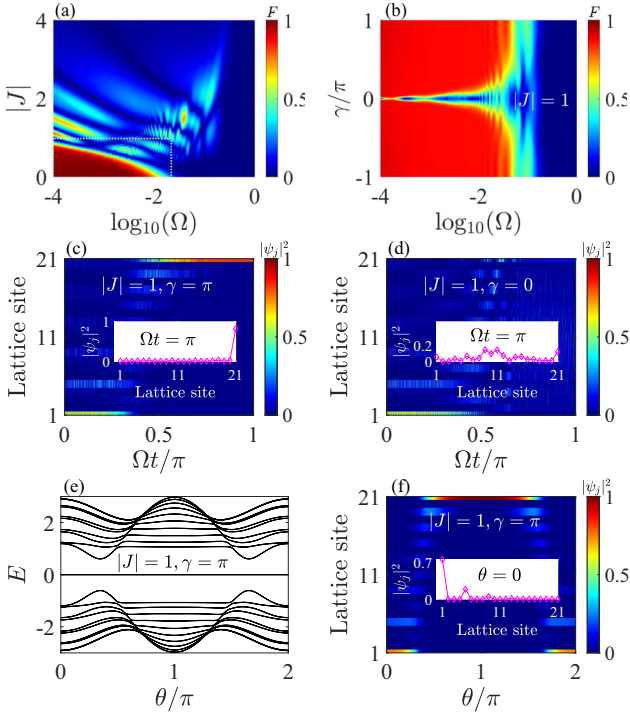 (a)
F
4
1
|J|
2
0.5
0
0
-4
-2
0
log₁₀(Ω)
(b)
F
1
1
γ/π
0
|J| = 1
0.5
-1
0
-4
-2
0
log₁₀(Ω)
(c)
|ψⱼ|²
21
1
Lattice site
|J| = 1, γ = π
11
1
|ψⱼ|²
Ωt = π
0.5
0
1
11
21
Lattice site
1
0
0
0.5
1
Ωt/π
(d)
|ψⱼ|²
21
1
Lattice site
|J| = 1, γ = 0
11
|ψⱼ|²
Ωt = π
0.2
0
0.5
1
11
21
Lattice site
1
0
0
0.5
1
Ωt/π
(e)
2
E
|J| = 1, γ = π
0
-2
0
1
2
θ/π
(f)
|ψⱼ|²
21
1
Lattice site
|J| = 1, γ = π
11
0.7
|ψⱼ|²
θ = 0
0.5
0
1
11
21
Lattice site
1
0
0
1
2
θ/π